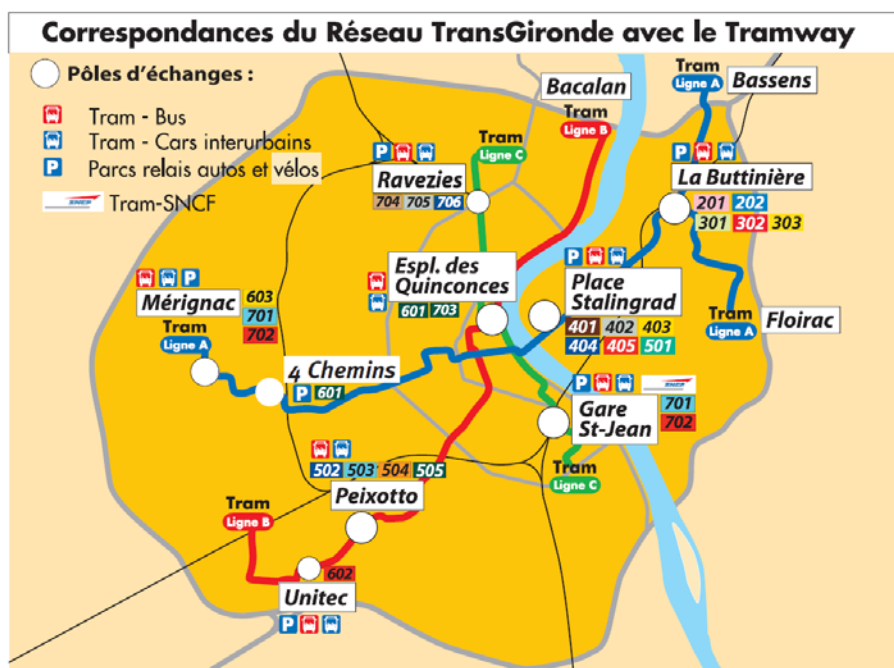 Correspondances du Réseau TransGironde avec le Tramway
Pôles d'échanges :
Tram - Bus
Tram - Cars interurbains
P Parcs relais autos et vélos
SNCF Tram-SNCF
Bacalan
Tram
Ligne B
Tram
Ligne A
Bassens
Tram
Ligne C
P
Ravezies
704 705 706
P
La Buttinière
201 202
301 302 303
Espl. des
Quinconces
601 703
P
Place
Stalingrad
401 402 403
404 405 501
Tram
Ligne A
Floirac
P
Mérignac
603
701
702
Tram
Ligne A
4 Chemins
P 601
P SNCF
Gare
St-Jean
701
702
Tram
Ligne C
502 503 504 505
Peixotto
Tram
Ligne B
602
Unitec
P